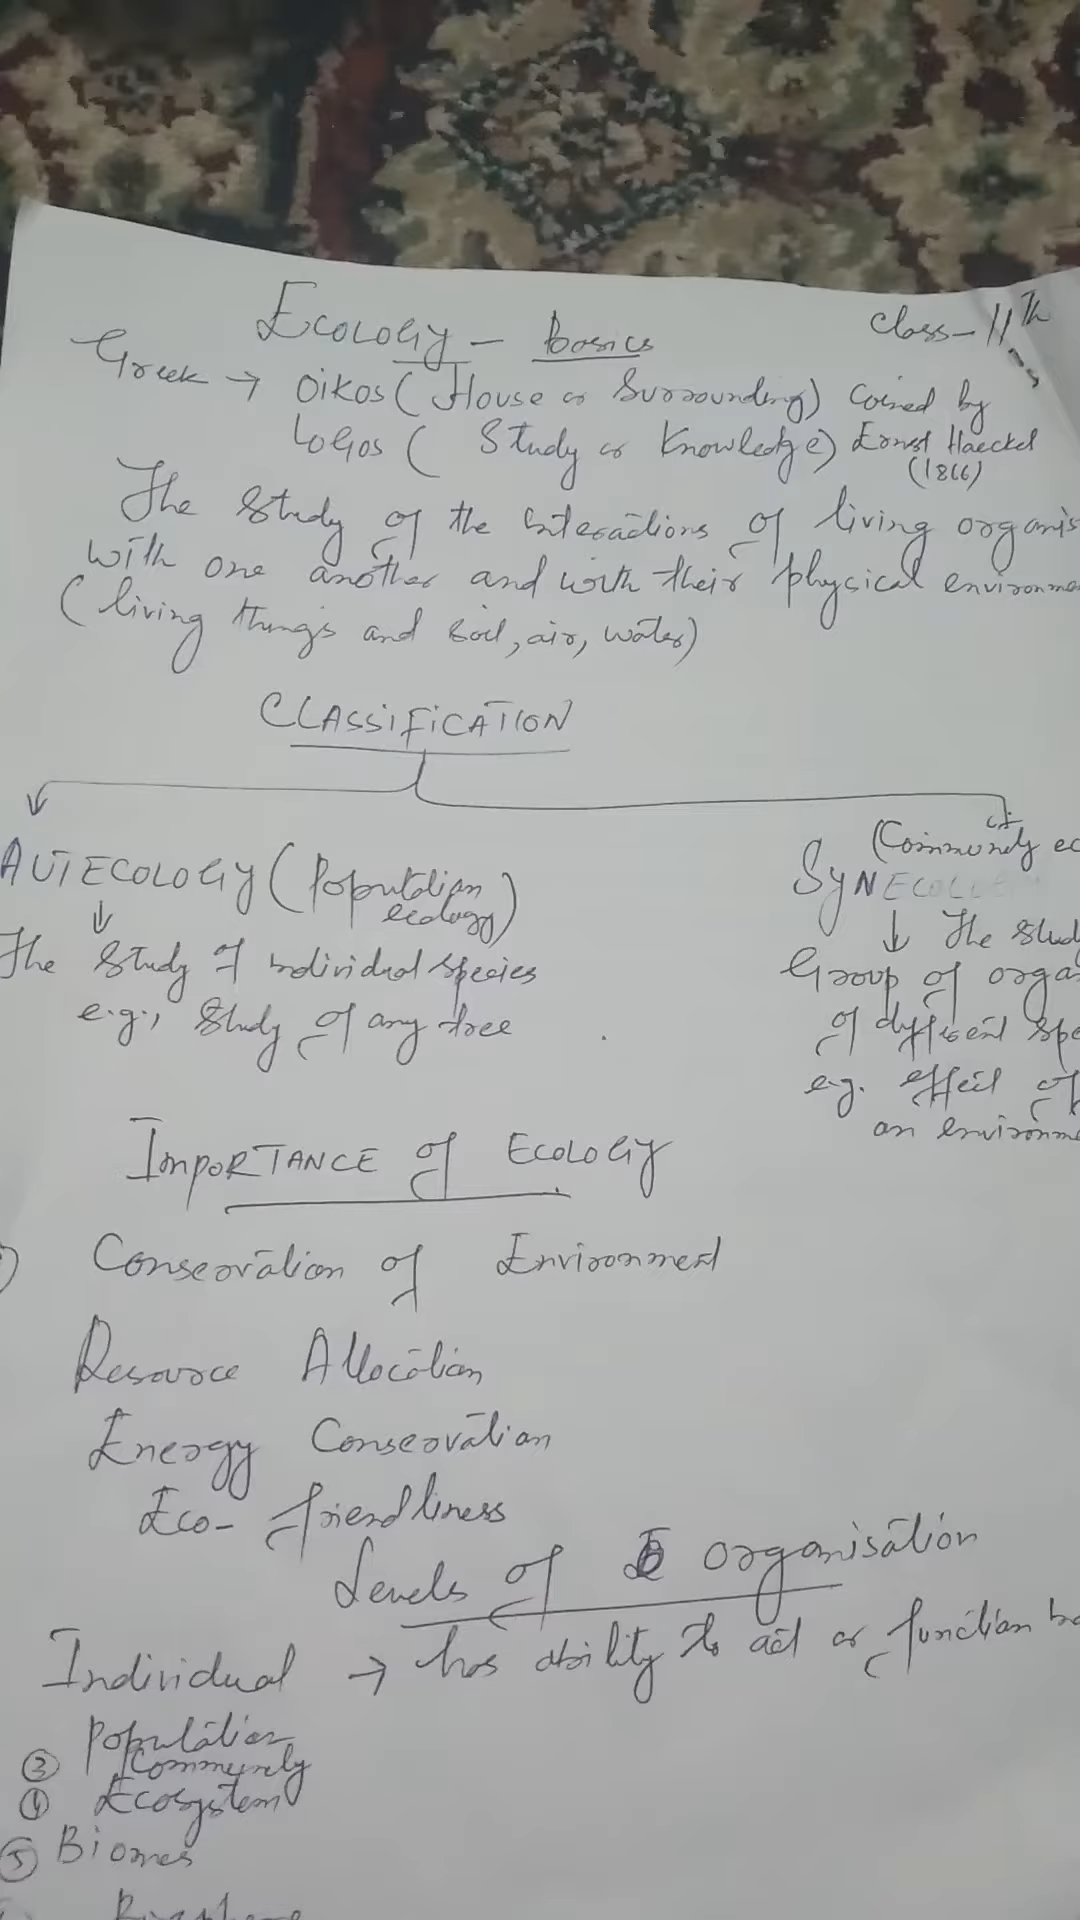 Ecology - Basics
Class - 11th
Greek → Oikos ( House or Surrounding) Coined by
Logos ( Study or Knowledge) Ernst Haeckel
(1866)
The Study of the interactions of living organis
with one another and with their physical environme
( living things and soil, air, water)
CLASSIFICATION
AUTECOLOGY ( Population
ecology)
↓
The Study of individual species
e.g., Study of any tree
(Community ec
SYNECOLO
↓ The Stud
Group of orga
of different Spe
e.g. effect of
an environme
IMPORTANCE of ECOLOGY
Conservation of Environment
Resource Allocation
Energy Conservation
Eco- friendliness
Levels of organisation
Individual → has ability to act or function
Population
③ Community
④ Ecosystem
⑤ Biomes
Biosphere